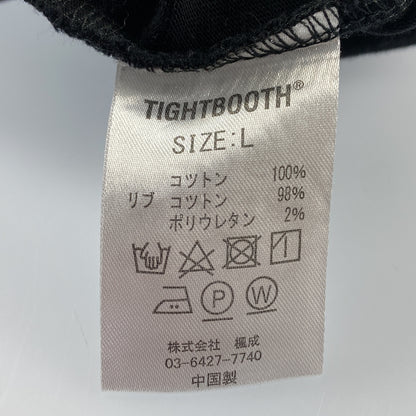 TIGHTBOOTH®
SIZE:L
コットン 100%
リブ コットン 98%
ポリウレタン 2%
P W
株式会社 楓成
03-6427-7740
中国製